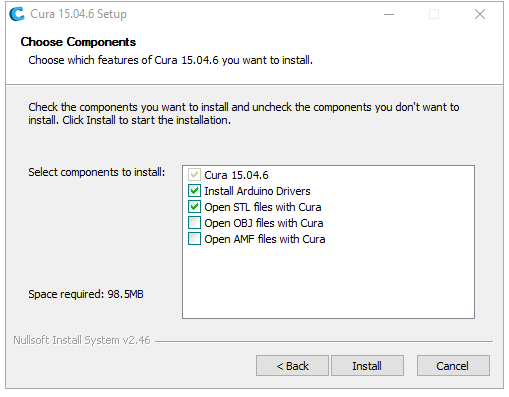 Cura 15.04.6 Setup
Choose Components
Choose which features of Cura 15.04.6 you want to install.
Check the components you want to install and uncheck the components you don't want to
install. Click Install to start the installation.
Select components to install:
Cura 15.04.6
Install Arduino Drivers
Open STL files with Cura
Open OBJ files with Cura
Open AMF files with Cura
Space required: 98.5MB
Nullsoft Install System v2.46
< Back
Install
Cancel